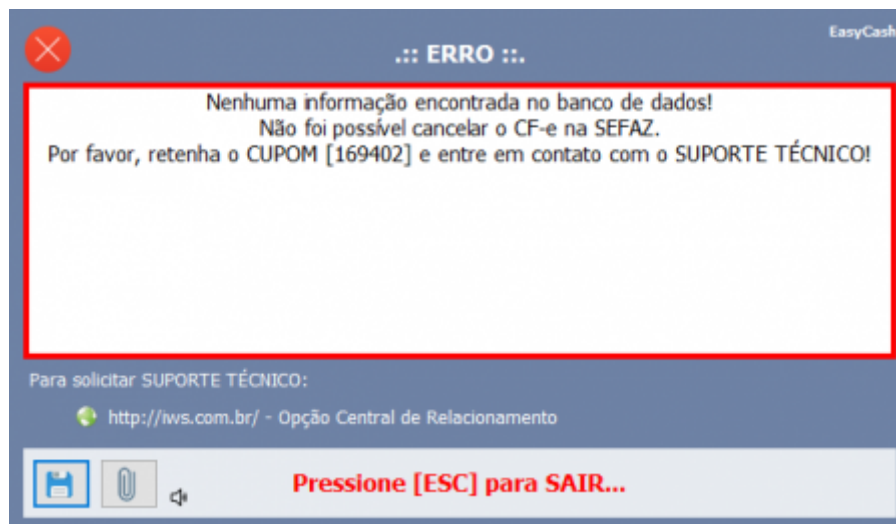 EasyCash
.:: ERRO ::.
Nenhuma informação encontrada no banco de dados!
Não foi possível cancelar o CF-e na SEFAZ.
Por favor, retenha o CUPOM [169402] e entre em contato com o SUPORTE TÉCNICO!
Para solicitar SUPORTE TÉCNICO:
http://iws.com.br/ - Opção Central de Relacionamento
Pressione [ESC] para SAIR...